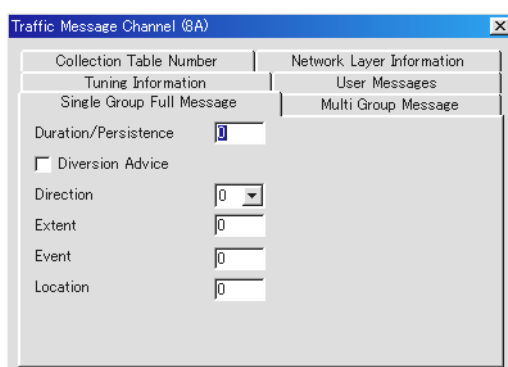 Traffic Message Channel (8A)
Collection Table Number
Network Layer Information
Tuning Information
User Messages
Single Group Full Message
Multi Group Message
Duration/Persistence 0
Diversion Advice
Direction 0
Extent 0
Event 0
Location 0